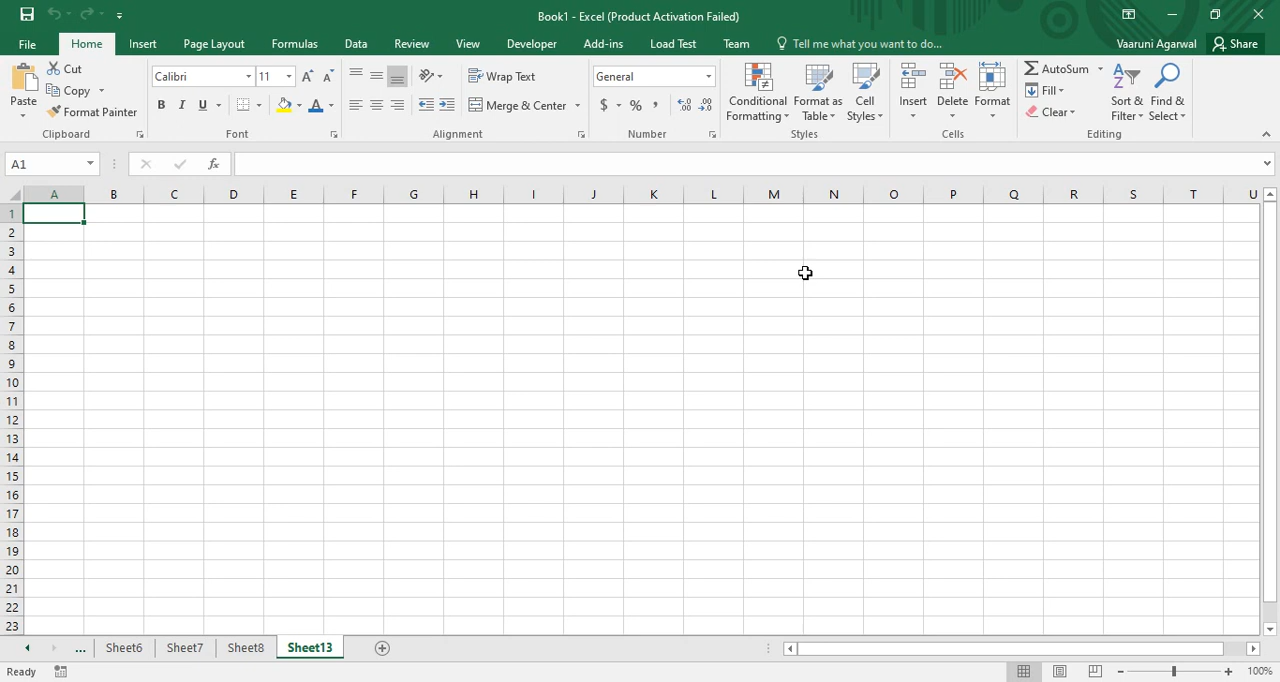 Book1 - Excel (Product Activation Failed)
File Home Insert Page Layout Formulas Data Review View Developer Add-ins Load Test Team Tell me what you want to do... Vaaruni Agarwal Share
Paste
Cut
Copy
Format Painter
Clipboard
Calibri 11 A A
B I U A
Font
Wrap Text
Merge & Center
Alignment
General
$ % ,
Number
Conditional Formatting
Format as Table
Cell Styles
Styles
Insert Delete Format
Cells
AutoSum
Fill
Clear
Sort & Filter
Find & Select
Editing
A1 fx
A B C D E F G H I J K L M N O P Q R S T U
1
2
3
4
5
6
7
8
9
10
11
12
13
14
15
16
17
18
19
20
21
22
23
... Sheet6 Sheet7 Sheet8 Sheet13
Ready 100%